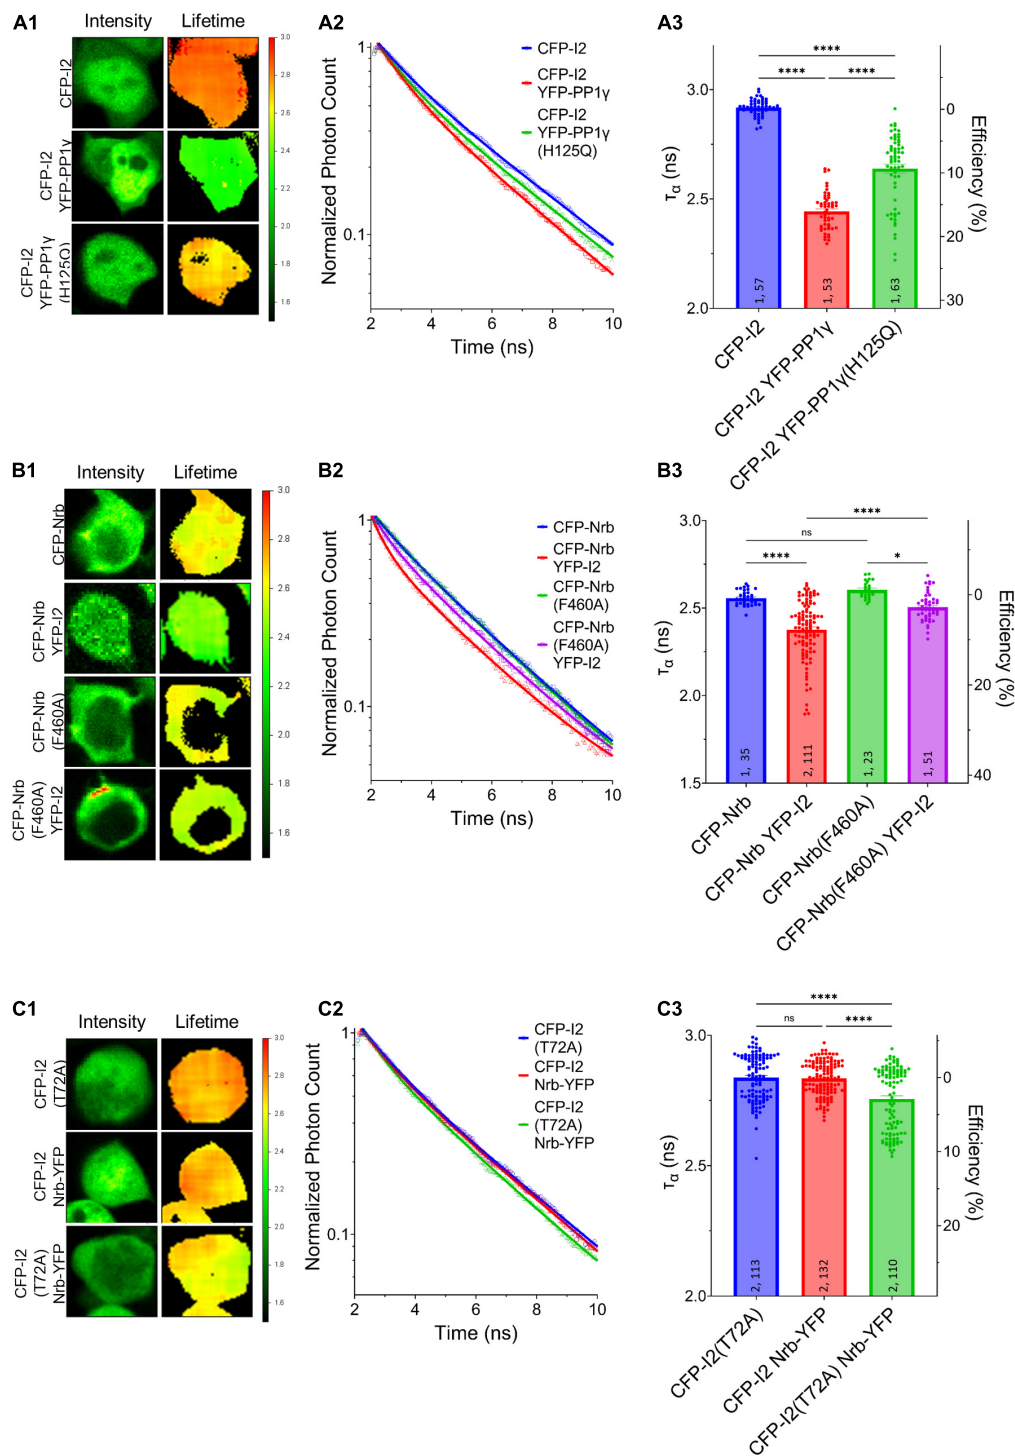 A1
Intensity
Lifetime
CFP-I2
CFP-I2
YFP-PP1γ
CFP-I2
YFP-PP1γ
(H125Q)
3.0
2.8
2.6
2.4
2.2
2.0
1.8
1.6
A2
Normalized Photon Count
1
0.1
2
4
6
8
10
Time (ns)
CFP-I2
CFP-I2
YFP-PP1γ
CFP-I2
YFP-PP1γ
(H125Q)
A3
****
****
****
τα (ns)
3.0
2.75
2.5
2.0
0
10
20
30
Efficiency (%)
1, 57
1, 53
1, 63
CFP-I2
CFP-I2 YFP-PP1γ
CFP-I2 YFP-PP1γ(H125Q)
B1
Intensity
Lifetime
CFP-Nrb
CFP-Nrb
YFP-I2
CFP-Nrb
(F460A)
CFP-Nrb
(F460A)
YFP-I2
3.0
2.8
2.6
2.4
2.2
2.0
1.8
1.6
B2
Normalized Photon Count
1
0.1
2
4
6
8
10
Time (ns)
CFP-Nrb
CFP-Nrb
YFP-I2
CFP-Nrb
(F460A)
CFP-Nrb
(F460A)
YFP-I2
B3
****
ns
****
*
τα (ns)
3.0
2.5
2.0
1.5
0
20
40
Efficiency (%)
1, 35
2, 111
1, 23
1, 51
CFP-Nrb
CFP-Nrb YFP-I2
CFP-Nrb(F460A)
CFP-Nrb(F460A) YFP-I2
C1
Intensity
Lifetime
CFP-I2
(T72A)
CFP-I2
Nrb-YFP
CFP-I2
(T72A)
Nrb-YFP
3.0
2.8
2.6
2.4
2.2
2.0
1.8
1.6
C2
Normalized Photon Count
1
0.1
2
4
6
8
10
Time (ns)
CFP-I2
(T72A)
CFP-I2
Nrb-YFP
CFP-I2
(T72A)
Nrb-YFP
C3
****
ns
****
τα (ns)
3.0
2.75
2.5
2.0
0
10
20
Efficiency (%)
2, 113
2, 132
2, 110
CFP-I2(T72A)
CFP-I2 Nrb-YFP
CFP-I2(T72A) Nrb-YFP